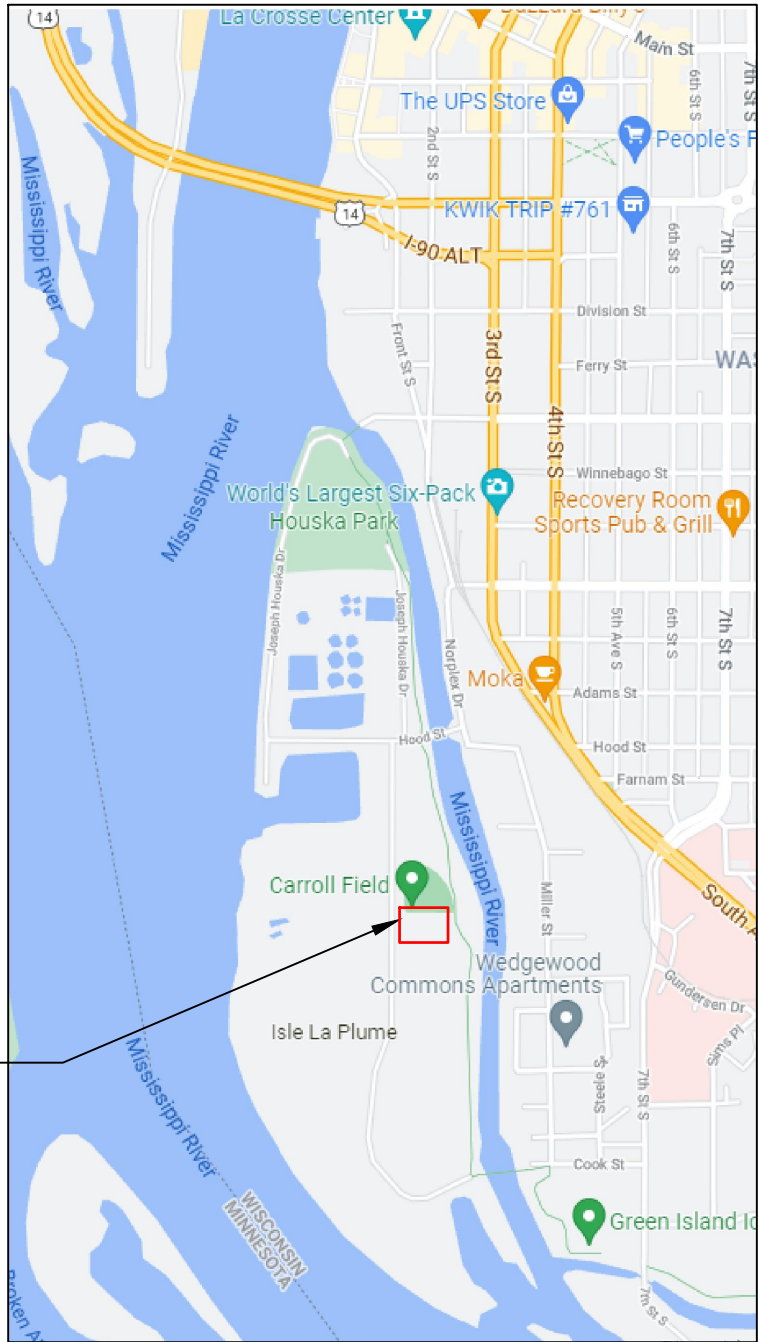 14
La Crosse Center
Main St
7th St S
6th St S
The UPS Store
2nd St S
People's F
Mississippi River
KWIK TRIP #761
14
I-90 ALT
6th St S
7th St S
Division St
Front St S
3rd St S
Ferry St
WAS
4th St S
Mississippi River
Winnebago St
World's Largest Six-Pack
Houska Park
Recovery Room
Sports Pub & Grill
Joseph Houska Dr
Joseph Houska Dr
Norplex Dr
5th Ave S
6th St S
7th St S
Moka
Adams St
Hood St
Hood St
Farnam St
Mississippi River
Carroll Field
Miller St
South A
Wedgewood
Commons Apartments
Gundersen Dr
Isle La Plume
Sims Pl
Mississippi River
Steele St
7th St S
Cook St
WISCONSIN
MINNESOTA
Green Island Ic
7th St S